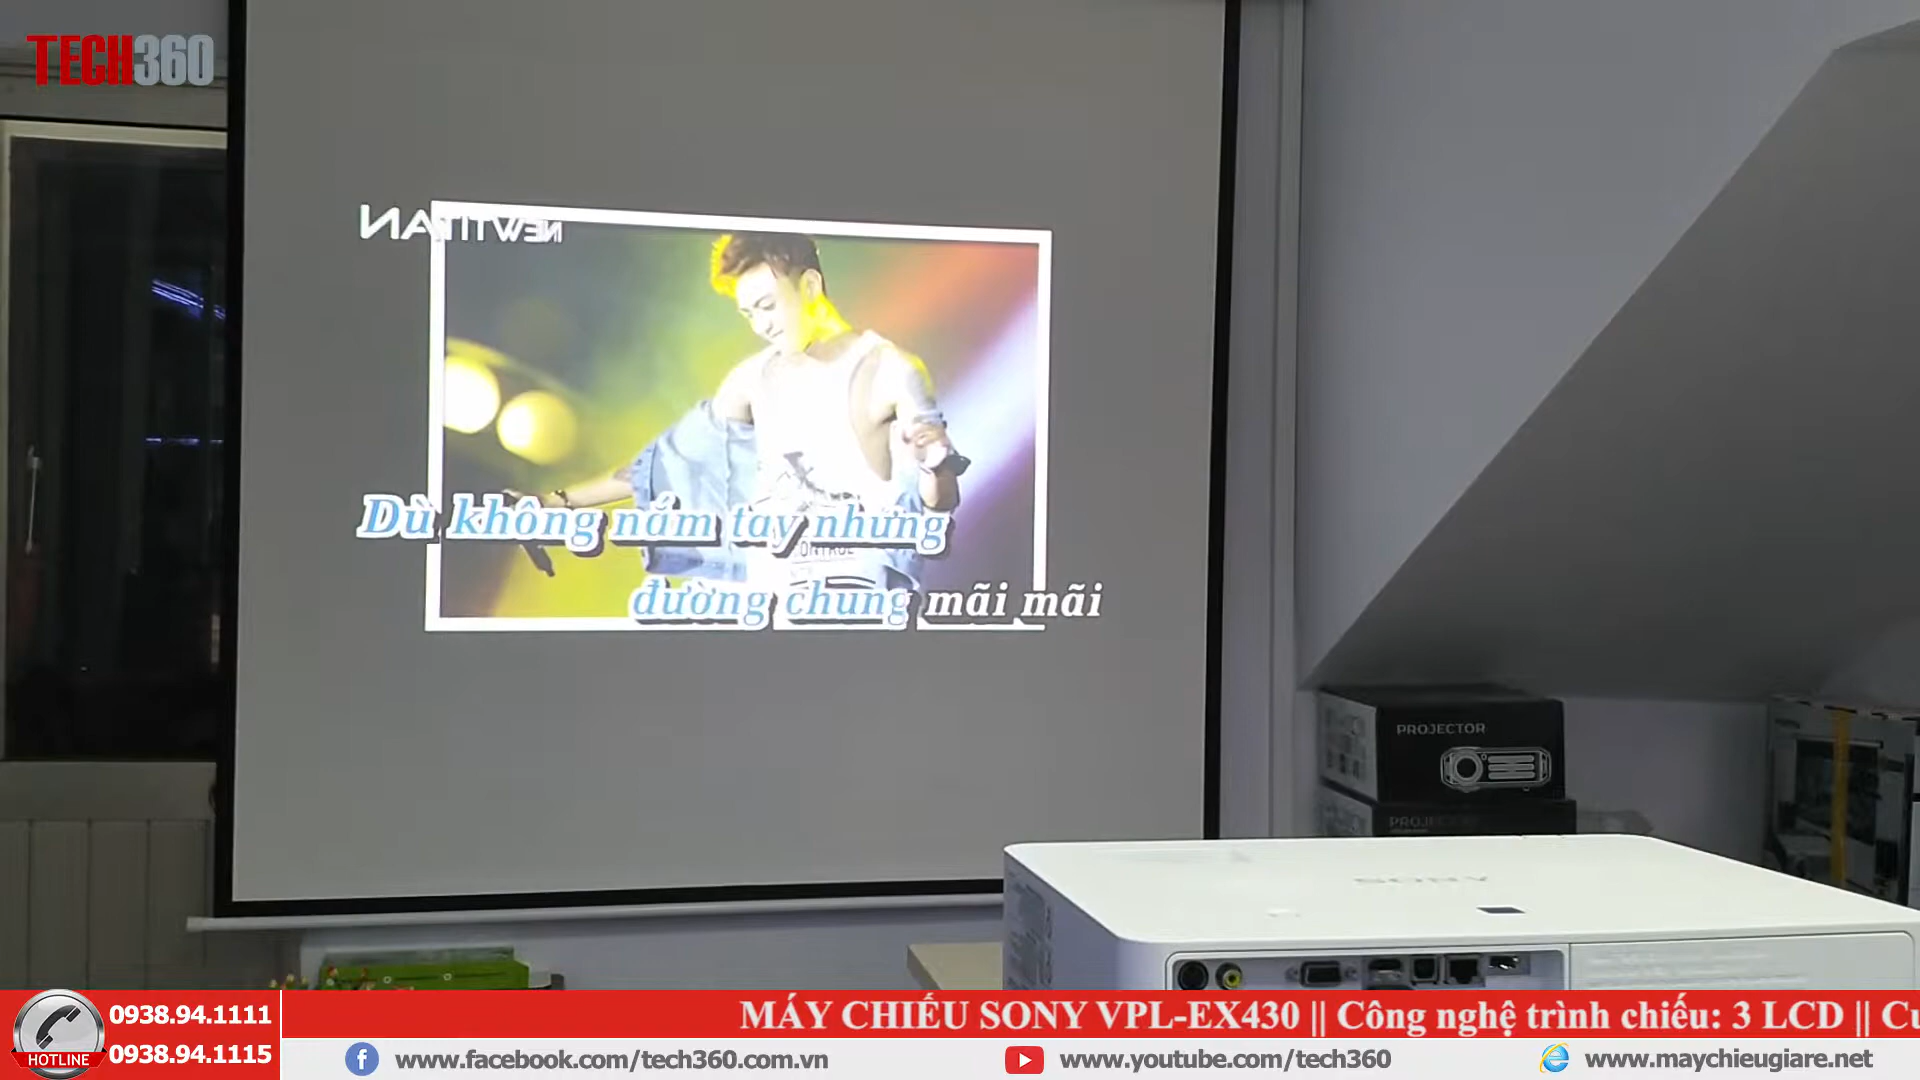 TECH360
NEWTITAN
Dù không nắm tay nhưng
đường chung mãi mãi
PROJECTOR
PROJECTOR
SONY
0938.94.1111
0938.94.1115
HOTLINE
MÁY CHIẾU SONY VPL-EX430 || Công nghệ trình chiếu: 3 LCD ||
www.facebook.com/tech360.com.vn
www.youtube.com/tech360
www.maychieugiare.net